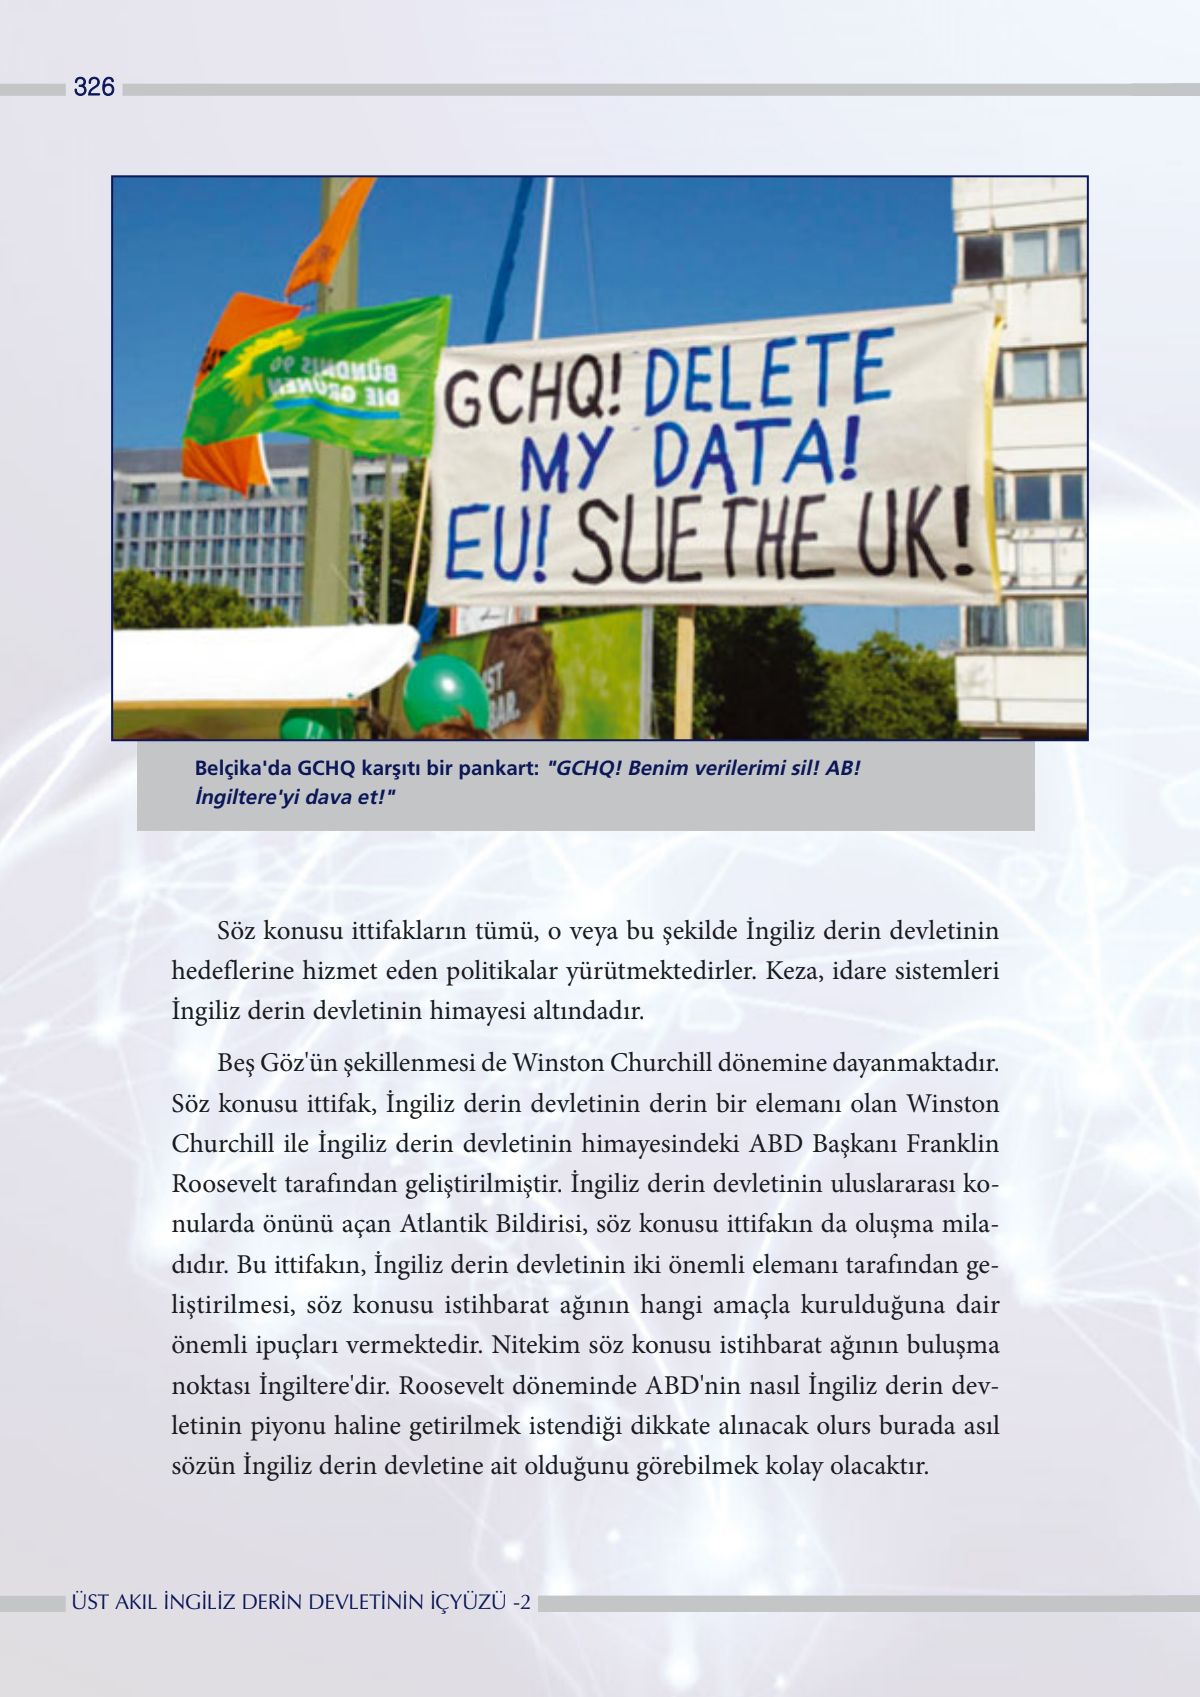 326
BÜNDNIS 90
DIE GRÜNEN
GCHQ! DELETE
MY DATA!
EU! SUE THE UK!
Belçika'da GCHQ karşıtı bir pankart: "GCHQ! Benim verilerimi sil! AB!
İngiltere'yi dava et!"
Söz konusu ittifakların tümü, o veya bu şekilde İngiliz derin devletinin
hedeflerine hizmet eden politikalar yürütmektedirler. Keza, idare sistemleri
İngiliz derin devletinin himayesi altındadır.
Beş Göz'ün şekillenmesi de Winston Churchill dönemine dayanmaktadır.
Söz konusu ittifak, İngiliz derin devletinin derin bir elemanı olan Winston
Churchill ile İngiliz derin devletinin himayesindeki ABD Başkanı Franklin
Roosevelt tarafından geliştirilmiştir. İngiliz derin devletinin uluslararası ko-
nularda önünü açan Atlantik Bildirisi, söz konusu ittifakın da oluşma mila-
dıdır. Bu ittifakın, İngiliz derin devletinin iki önemli elemanı tarafından ge-
liştirilmesi, söz konusu istihbarat ağının hangi amaçla kurulduğuna dair
önemli ipuçları vermektedir. Nitekim söz konusu istihbarat ağının buluşma
noktası İngiltere'dir. Roosevelt döneminde ABD'nin nasıl İngiliz derin dev-
letinin piyonu haline getirilmek istendiği dikkate alınacak olurs burada asıl
sözün İngiliz derin devletine ait olduğunu görebilmek kolay olacaktır.
ÜST AKIL İNGİLİZ DERİN DEVLETİNİN İÇYÜZÜ -2